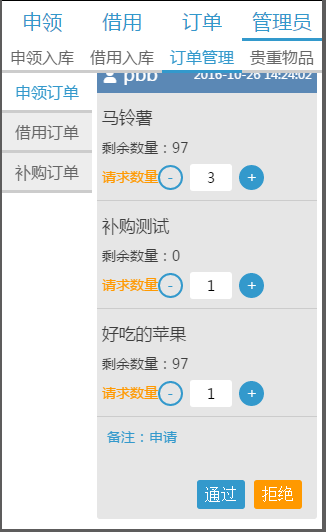 申领 借用 订单 管理员
申领入库 借用入库 订单管理 贵重物品
申领订单
借用订单
补购订单
pbb 2016-10-26 14:24:02
马铃薯
剩余数量：97
请求数量 - 3 +
补购测试
剩余数量：0
请求数量 - 1 +
好吃的苹果
剩余数量：97
请求数量 - 1 +
备注：申请
通过 拒绝